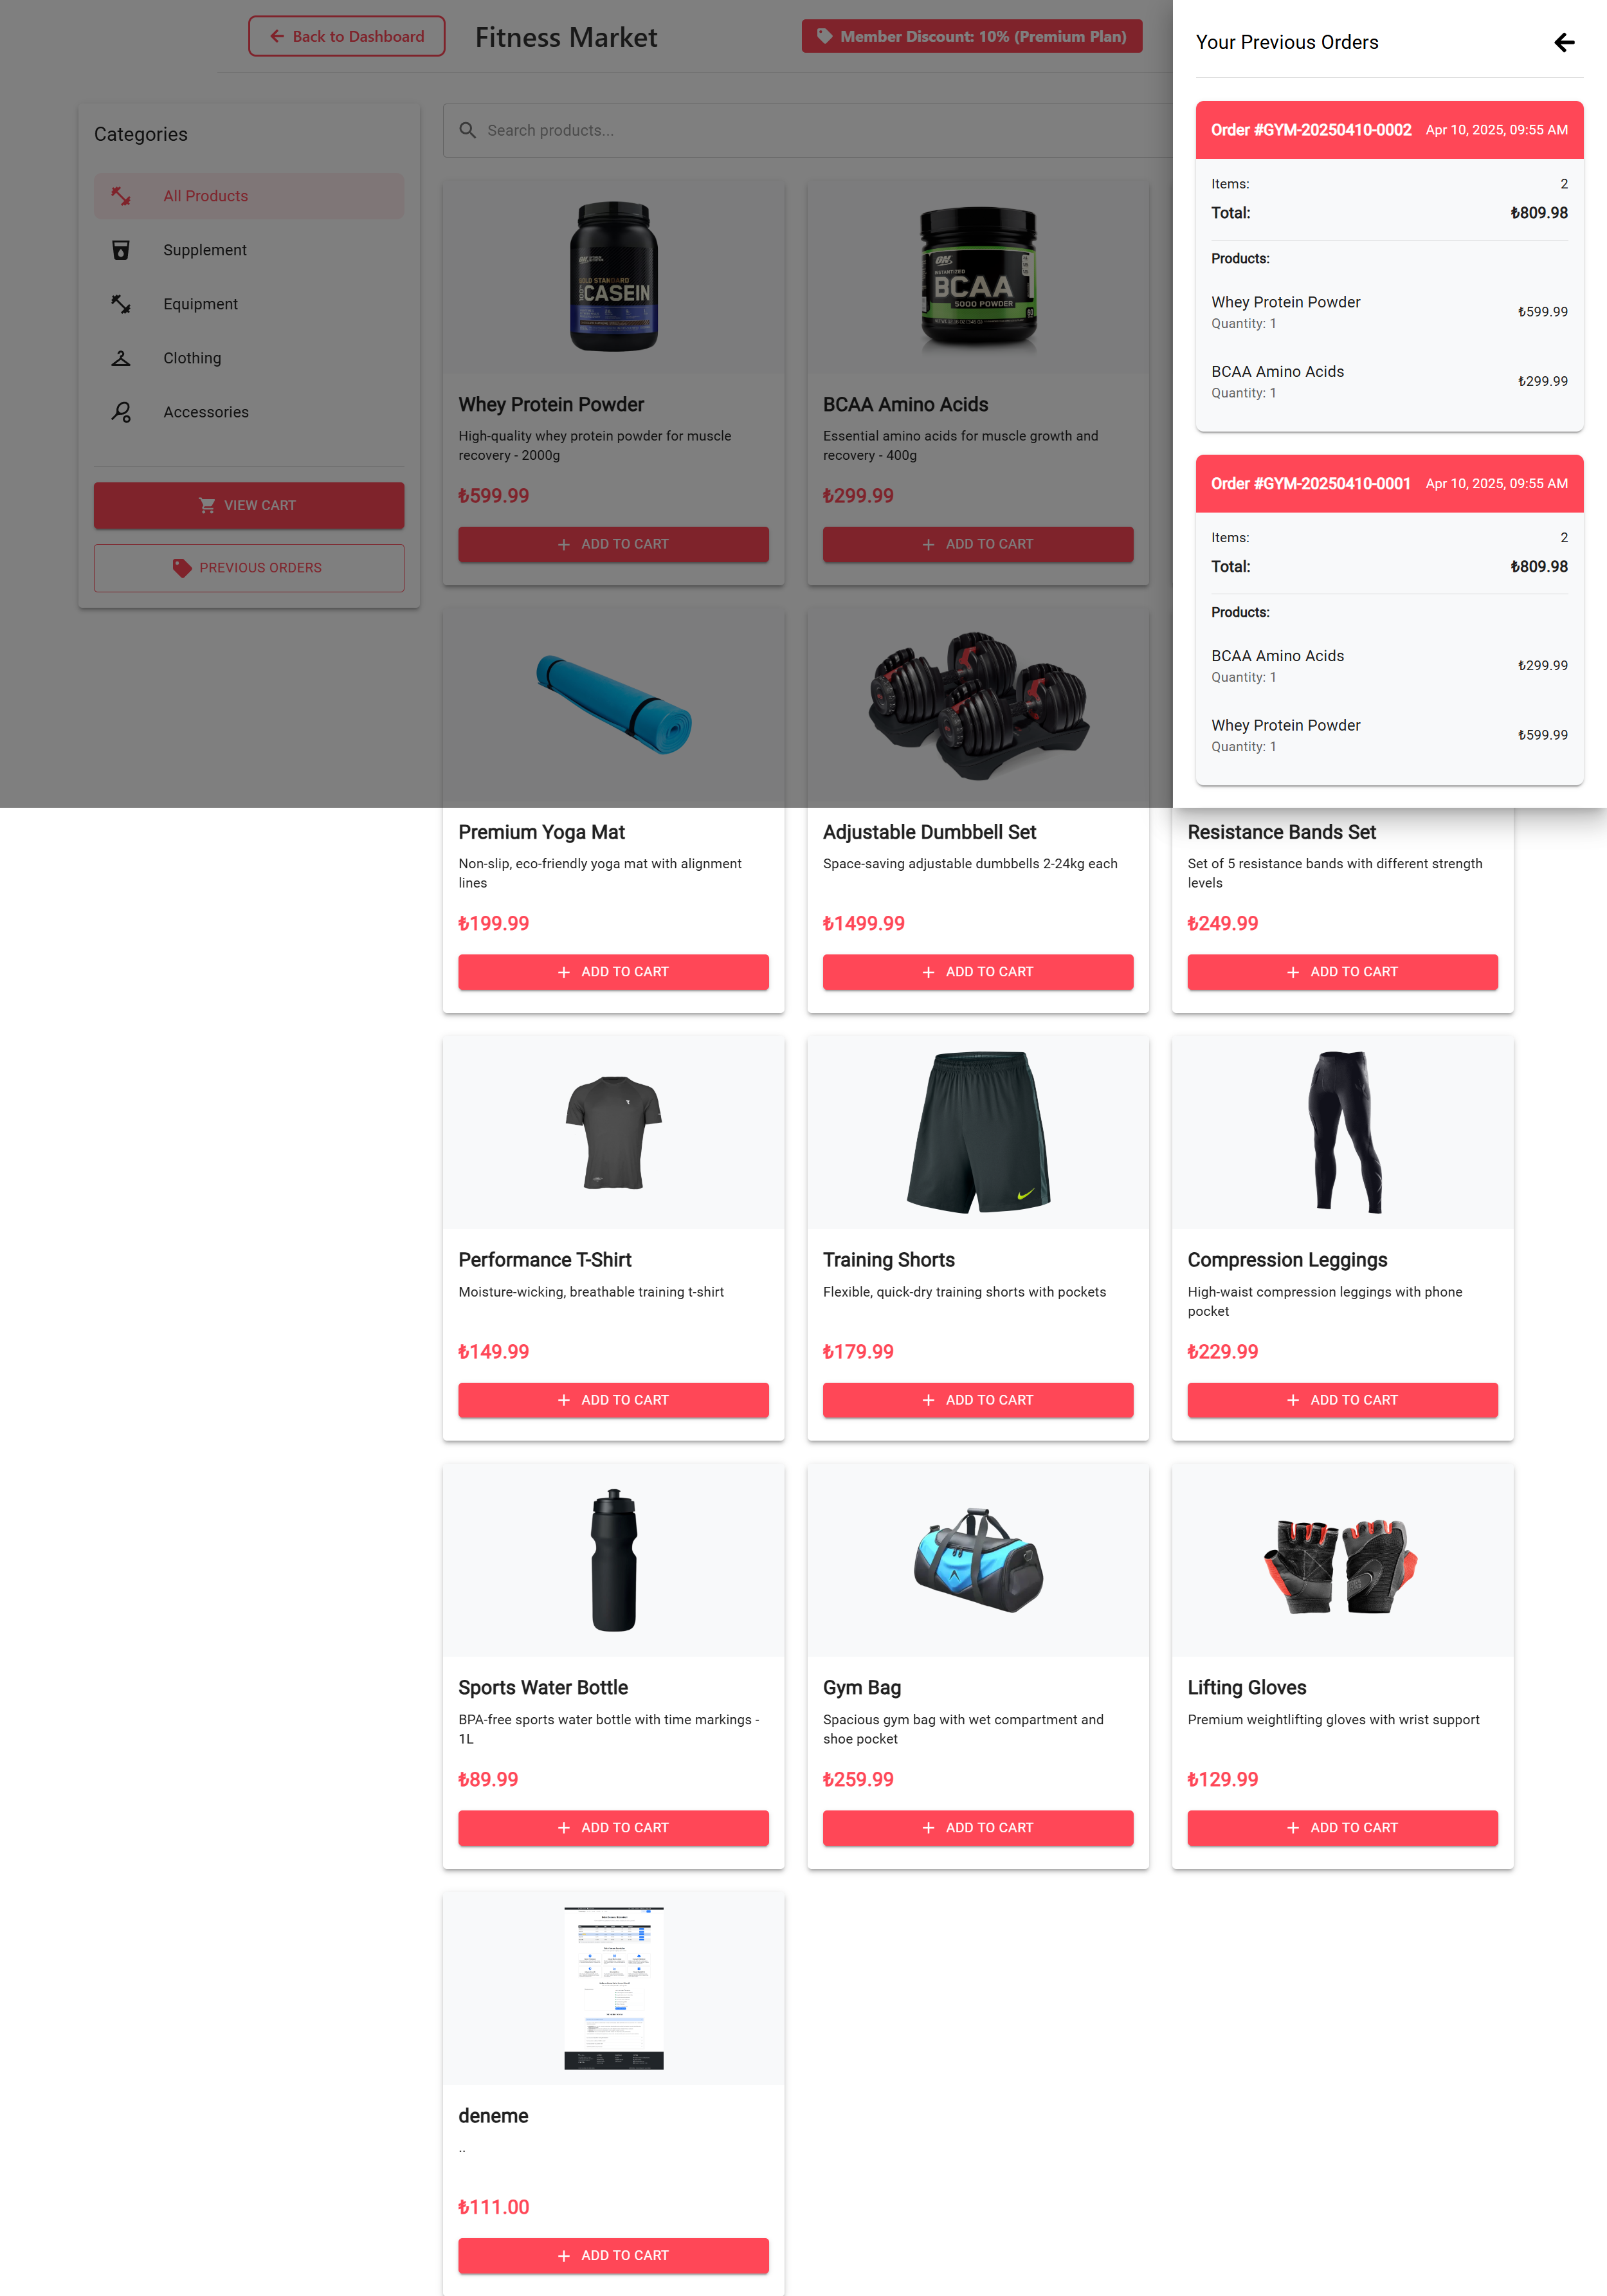 Back to Dashboard
Fitness Market
Member Discount: 10% (Premium Plan)
Categories
All Products
Supplement
Equipment
Clothing
Accessories
VIEW CART
PREVIOUS ORDERS
Search products...
GOLD STANDARD
100% CASEIN
ON
INSTANTIZED
BCAA
5000 POWDER
Whey Protein Powder
High-quality whey protein powder for muscle
recovery - 2000g
₺599.99
ADD TO CART
BCAA Amino Acids
Essential amino acids for muscle growth and
recovery - 400g
₺299.99
ADD TO CART
Your Previous Orders
Order #GYM-20250410-0002
Apr 10, 2025, 09:55 AM
Items:
2
Total:
₺809.98
Products:
Whey Protein Powder
Quantity: 1
₺599.99
BCAA Amino Acids
Quantity: 1
₺299.99
Order #GYM-20250410-0001
Apr 10, 2025, 09:55 AM
Items:
2
Total:
₺809.98
Products:
BCAA Amino Acids
Quantity: 1
₺299.99
Whey Protein Powder
Quantity: 1
₺599.99
Premium Yoga Mat
Non-slip, eco-friendly yoga mat with alignment
lines
₺199.99
ADD TO CART
Adjustable Dumbbell Set
Space-saving adjustable dumbbells 2-24kg each
₺1499.99
ADD TO CART
Resistance Bands Set
Set of 5 resistance bands with different strength
levels
₺249.99
ADD TO CART
Performance T-Shirt
Moisture-wicking, breathable training t-shirt
₺149.99
ADD TO CART
Training Shorts
Flexible, quick-dry training shorts with pockets
₺179.99
ADD TO CART
Compression Leggings
High-waist compression leggings with phone
pocket
₺229.99
ADD TO CART
Sports Water Bottle
BPA-free sports water bottle with time markings -
1L
₺89.99
ADD TO CART
Gym Bag
Spacious gym bag with wet compartment and
shoe pocket
₺259.99
ADD TO CART
Lifting Gloves
Premium weightlifting gloves with wrist support
₺129.99
ADD TO CART
deneme
..
₺111.00
ADD TO CART